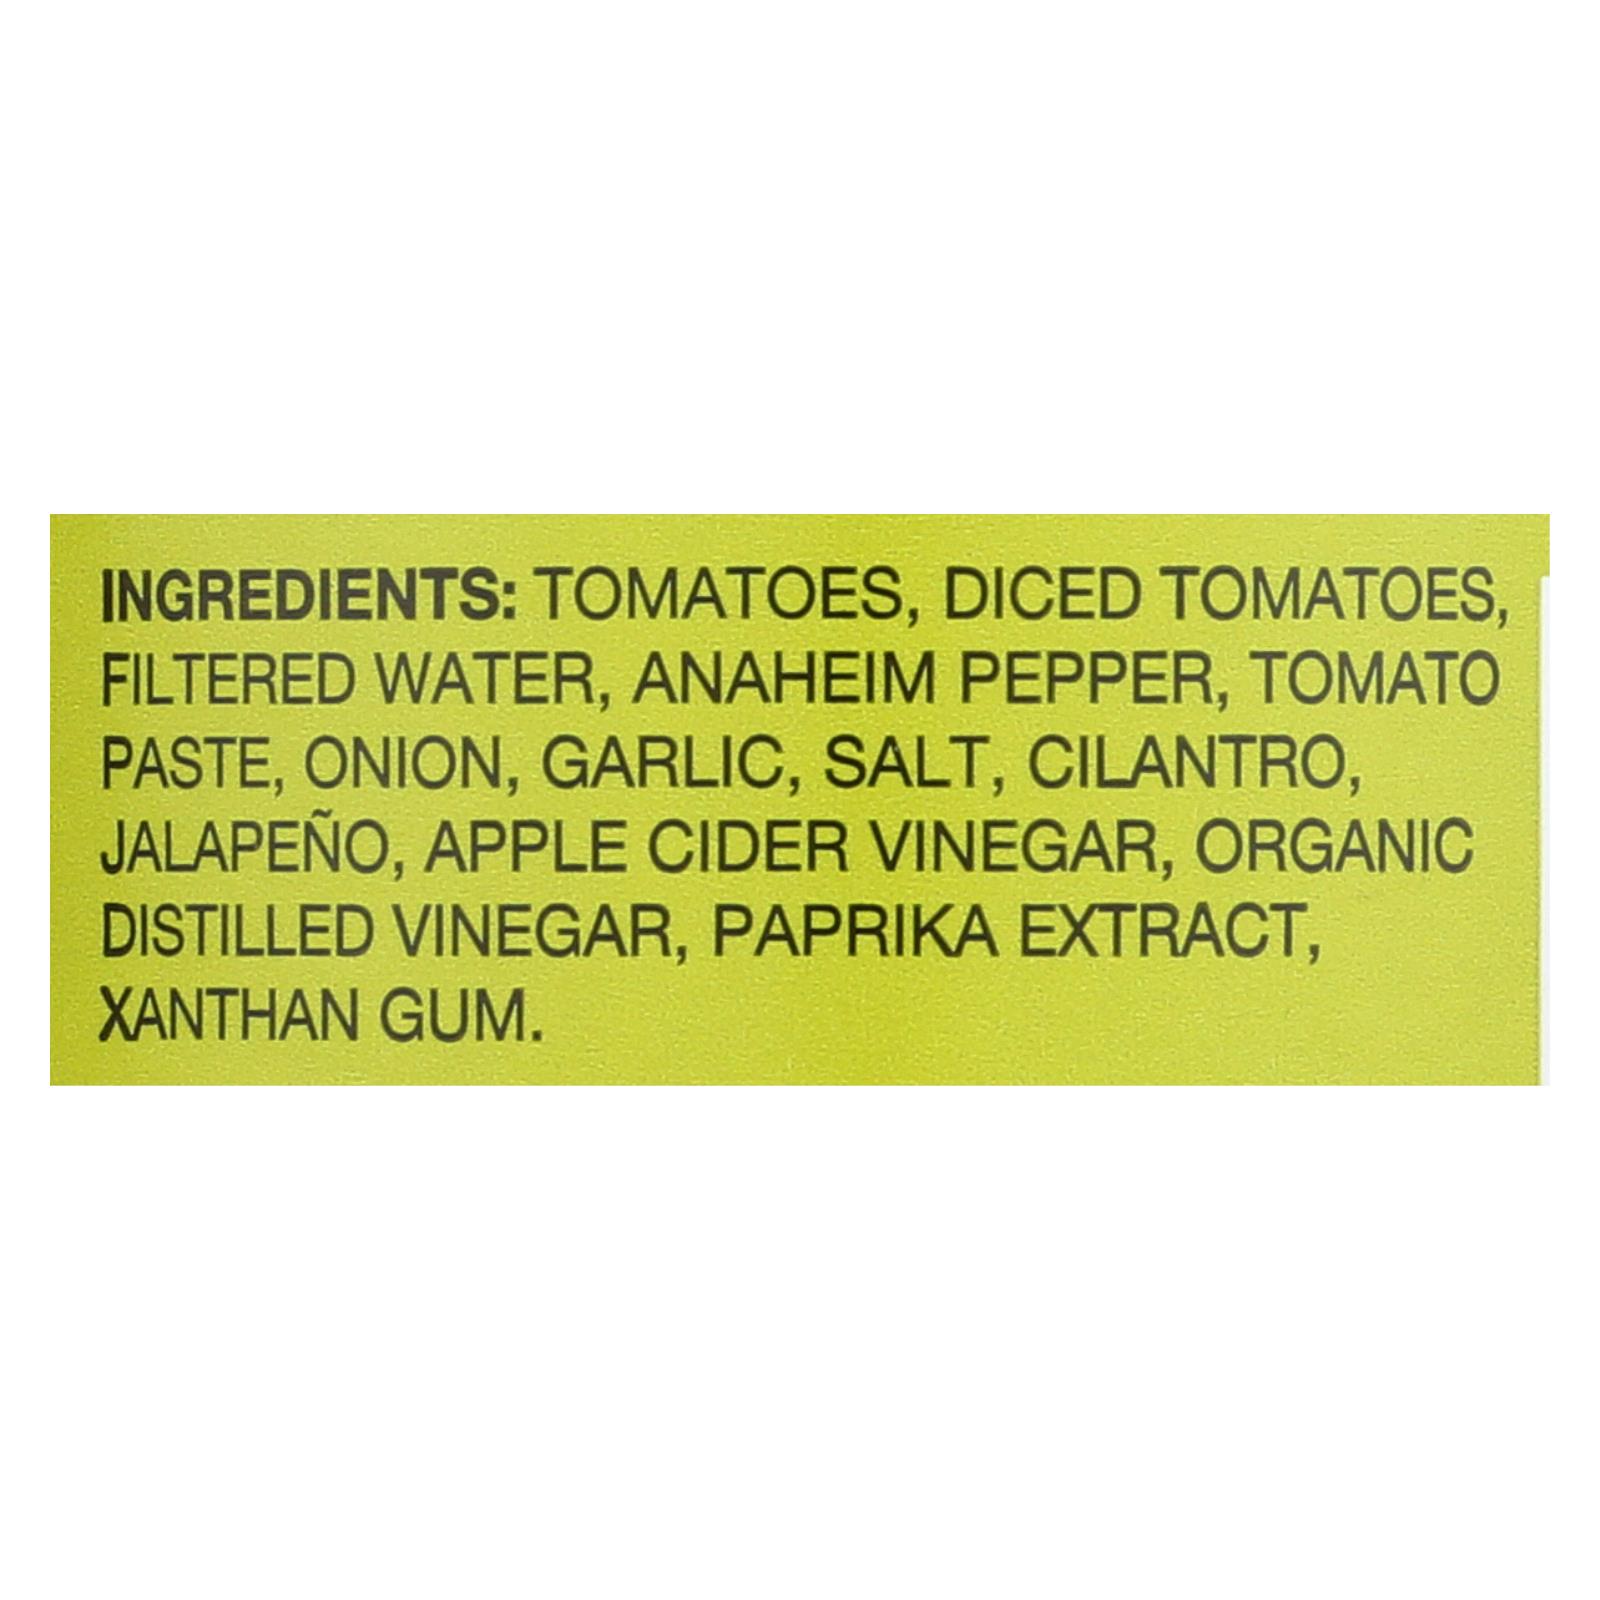 INGREDIENTS: TOMATOES, DICED TOMATOES,
FILTERED WATER, ANAHEIM PEPPER, TOMATO
PASTE, ONION, GARLIC, SALT, CILANTRO,
JALAPEÑO, APPLE CIDER VINEGAR, ORGANIC
DISTILLED VINEGAR, PAPRIKA EXTRACT,
XANTHAN GUM.